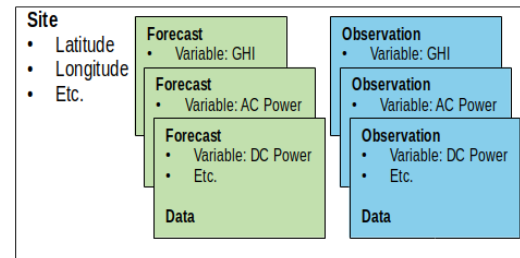 Site
• Latitude
• Longitude
• Etc.
Forecast
• Variable: GHI
Forecast
• Variable: AC Power
Forecast
• Variable: DC Power
• Etc.
Data
Observation
• Variable: GHI
Observation
• Variable: AC Power
Observation
• Variable: DC Power
• Etc.
Data